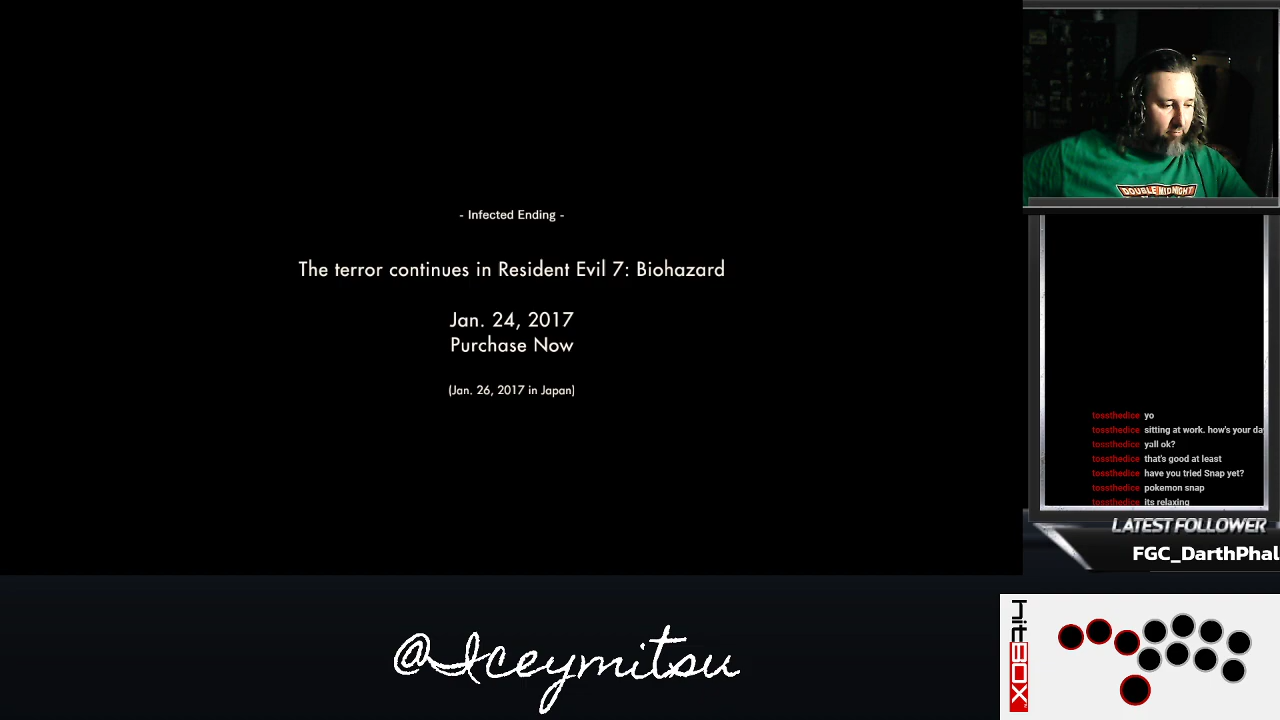 - Infected Ending -
The terror continues in Resident Evil 7: Biohazard
Jan. 24, 2017
Purchase Now
(Jan. 26, 2017 in Japan)
DOUBLE MIDNIGHT
tossthedice yo
tossthedice sitting at work. how's your day
tossthedice yall ok?
tossthedice that's good at least
tossthedice have you tried Snap yet?
tossthedice pokemon snap
tossthedice its relaxing
LATEST FOLLOWER
FGC_DarthPhal
@Iceymitsu
hitBOX